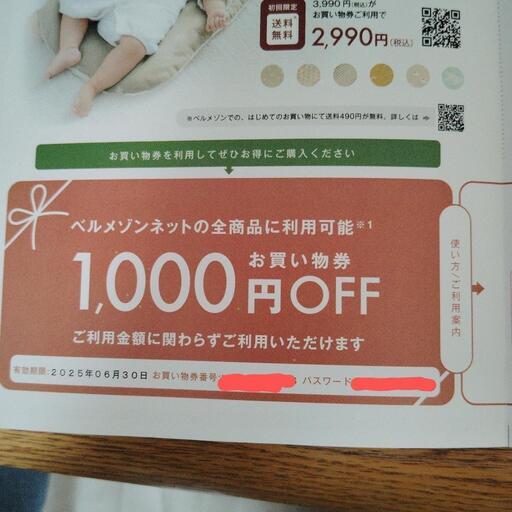 初回限定
送料
無料
3,990円(税込)が
お買い物券ご利用で
2,990円(税込)
※ベルメゾンでの、はじめてのお買い物にて送料490円が無料、詳しくは ⇒
お買い物券を利用してぜひお得にご購入ください
ベルメゾンネットの全商品に利用可能※1
お買い物券
1,000円OFF
ご利用金額に関わらずご利用いただけます
有効期限:2025年06月30日 お買い物券番号: パスワード
使い方/ご利用案内